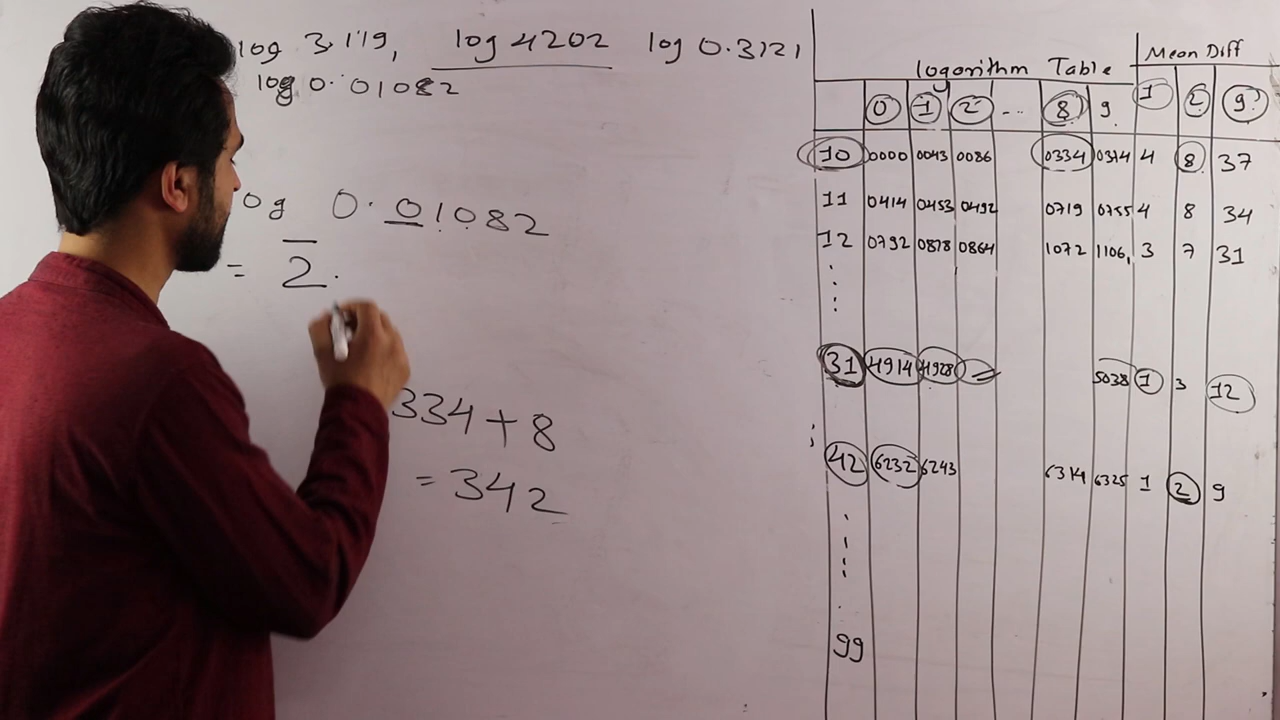 log 3.119, log 4202 log 0.3121
log 0.01082
og 0.01082
= 2̅.
334 + 8
= 342
Mean Diff
logorithm Table
0 1 2 ... 8 9 1 2 9
10 0000 0043 0086 0334 0374 4 8 37
11 0414 0453 0492 0719 0755 4 8 34
12 0792 0878 0864 1072 1106, 3 7 31
31 4914 4928 5038 1 3 12
42 6232 6243 6314 6325 1 2 9
99